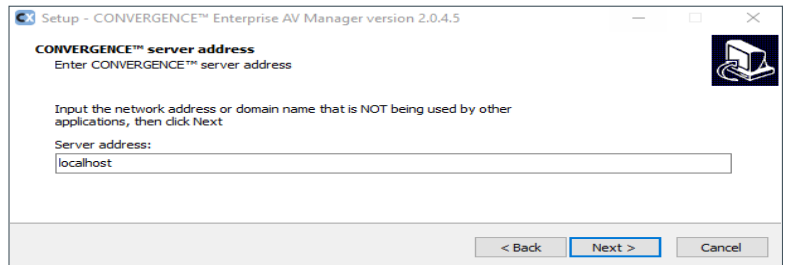 CX Setup - CONVERGENCE™ Enterprise AV Manager version 2.0.4.5
CONVERGENCE™ server address
Enter CONVERGENCE™ server address
Input the network address or domain name that is NOT being used by other
applications, then click Next
Server address:
localhost
< Back Next > Cancel